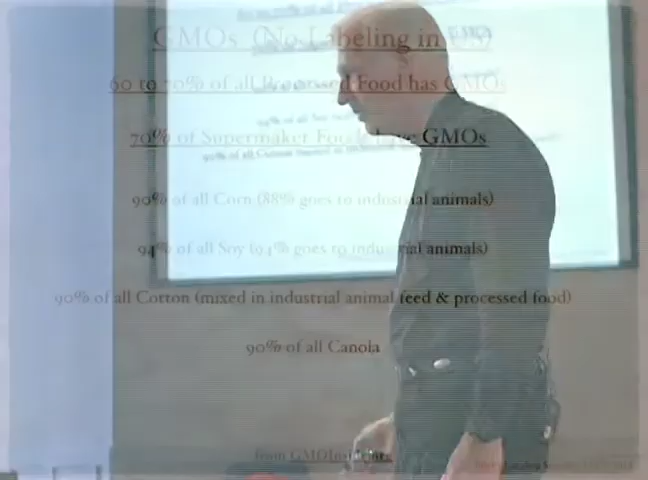 GMOs (No Labeling in US)
60 to 70% of all Processed Food has GMOs
70% of Supermaket Foods have GMOs
90% of all Corn (88% goes to industrial animals)
94% of all Soy (94% goes to industrial animals)
90% of all Cotton (mixed in industrial animal feed & processed food)
90% of all Canola
from